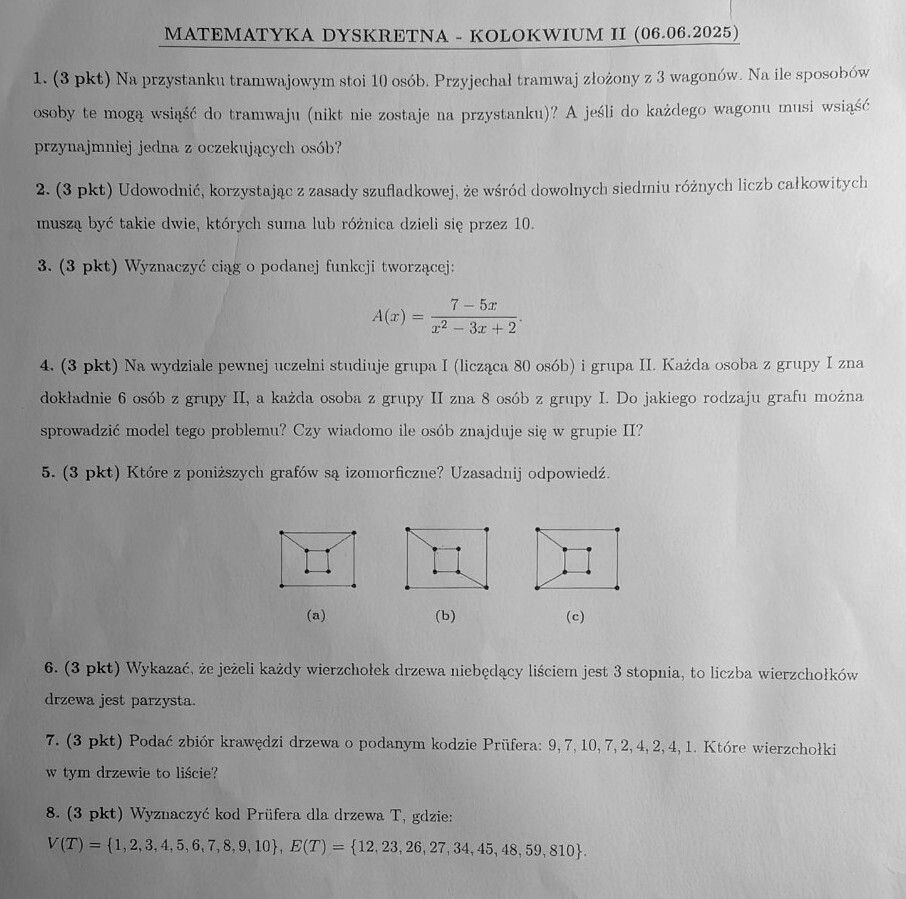 MATEMATYKA DYSKRETNA - KOLOKWIUM II (06.06.2025)
1. (3 pkt) Na przystanku tramwajowym stoi 10 osób. Przyjechał tramwaj złożony z 3 wagonów. Na ile sposobów
osoby te mogą wsiąść do tramwaju (nikt nie zostaje na przystanku)? A jeśli do każdego wagonu musi wsiąść
przynajmniej jedna z oczekujących osób?
2. (3 pkt) Udowodnić, korzystając z zasady szufladkowej, że wśród dowolnych siedmiu różnych liczb całkowitych
muszą być takie dwie, których suma lub różnica dzieli się przez 10.
3. (3 pkt) Wyznaczyć ciąg o podanej funkcji tworzącej:
A(x) = (7 − 5x)/(x² − 3x + 2).
4. (3 pkt) Na wydziale pewnej uczelni studiuje grupa I (licząca 80 osób) i grupa II. Każda osoba z grupy I zna
dokładnie 6 osób z grupy II, a każda osoba z grupy II zna 8 osób z grupy I. Do jakiego rodzaju grafu można
sprowadzić model tego problemu? Czy wiadomo ile osób znajduje się w grupie II?
5. (3 pkt) Które z poniższych grafów są izomorficzne? Uzasadnij odpowiedź.
(a) (b) (c)
6. (3 pkt) Wykazać, że jeżeli każdy wierzchołek drzewa niebędący liściem jest 3 stopnia, to liczba wierzchołków
drzewa jest parzysta.
7. (3 pkt) Podać zbiór krawędzi drzewa o podanym kodzie Prüfera: 9, 7, 10, 7, 2, 4, 2, 4, 1. Które wierzchołki
w tym drzewie to liście?
8. (3 pkt) Wyznaczyć kod Prüfera dla drzewa T, gdzie:
V(T) = {1, 2, 3, 4, 5, 6, 7, 8, 9, 10}, E(T) = {12, 23, 26, 27, 34, 45, 48, 59, 810}.